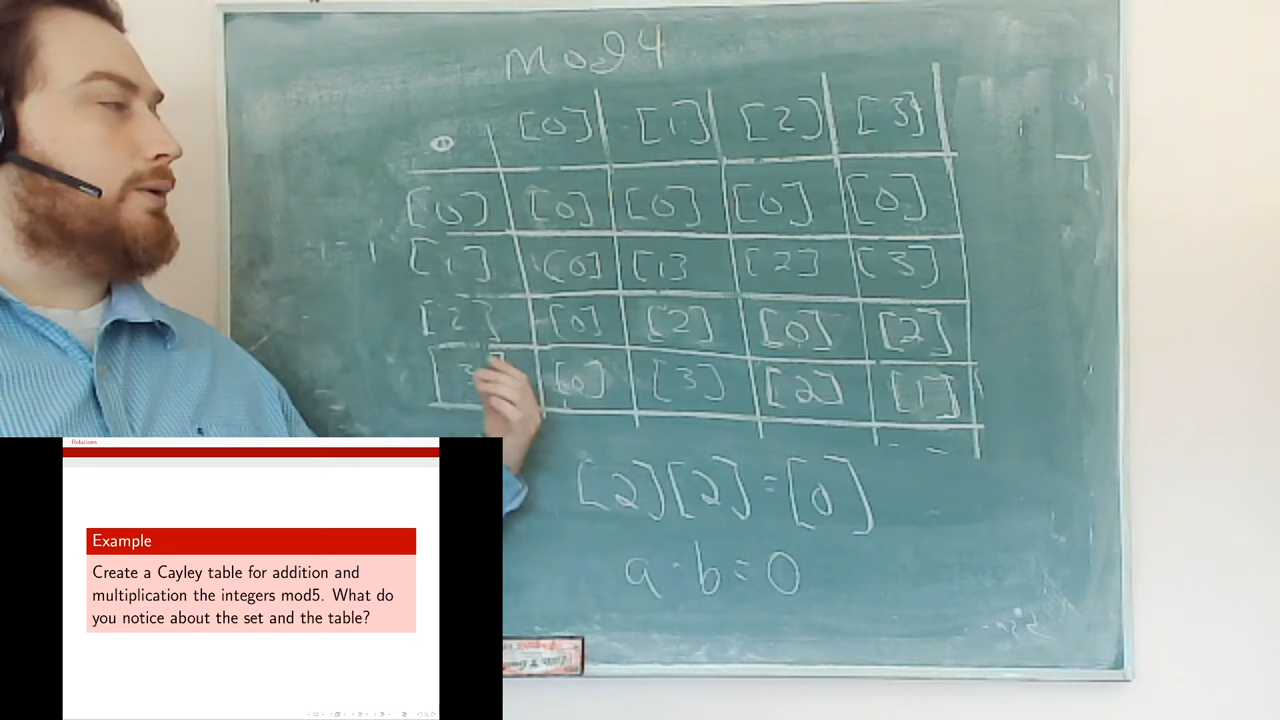 Mod 4
⊙ [0] [1] [2] [3]
[0] [0] [0] [0] [0]
[1] [0] [1] [2] [3]
[2] [0] [2] [0] [2]
[3 [0] [3] [2] [1]
[2][2]=[0]
a·b=0
Relations
Example
Create a Cayley table for addition and
multiplication the integers mod5. What do
you notice about the set and the table?